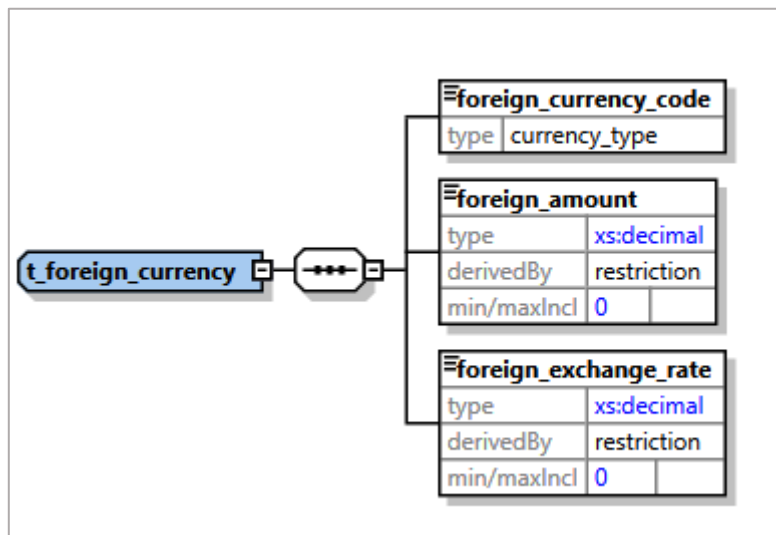 foreign_currency_code
type currency_type
foreign_amount
type xs:decimal
derivedBy restriction
min/maxIncl 0
t_foreign_currency
foreign_exchange_rate
type xs:decimal
derivedBy restriction
min/maxIncl 0